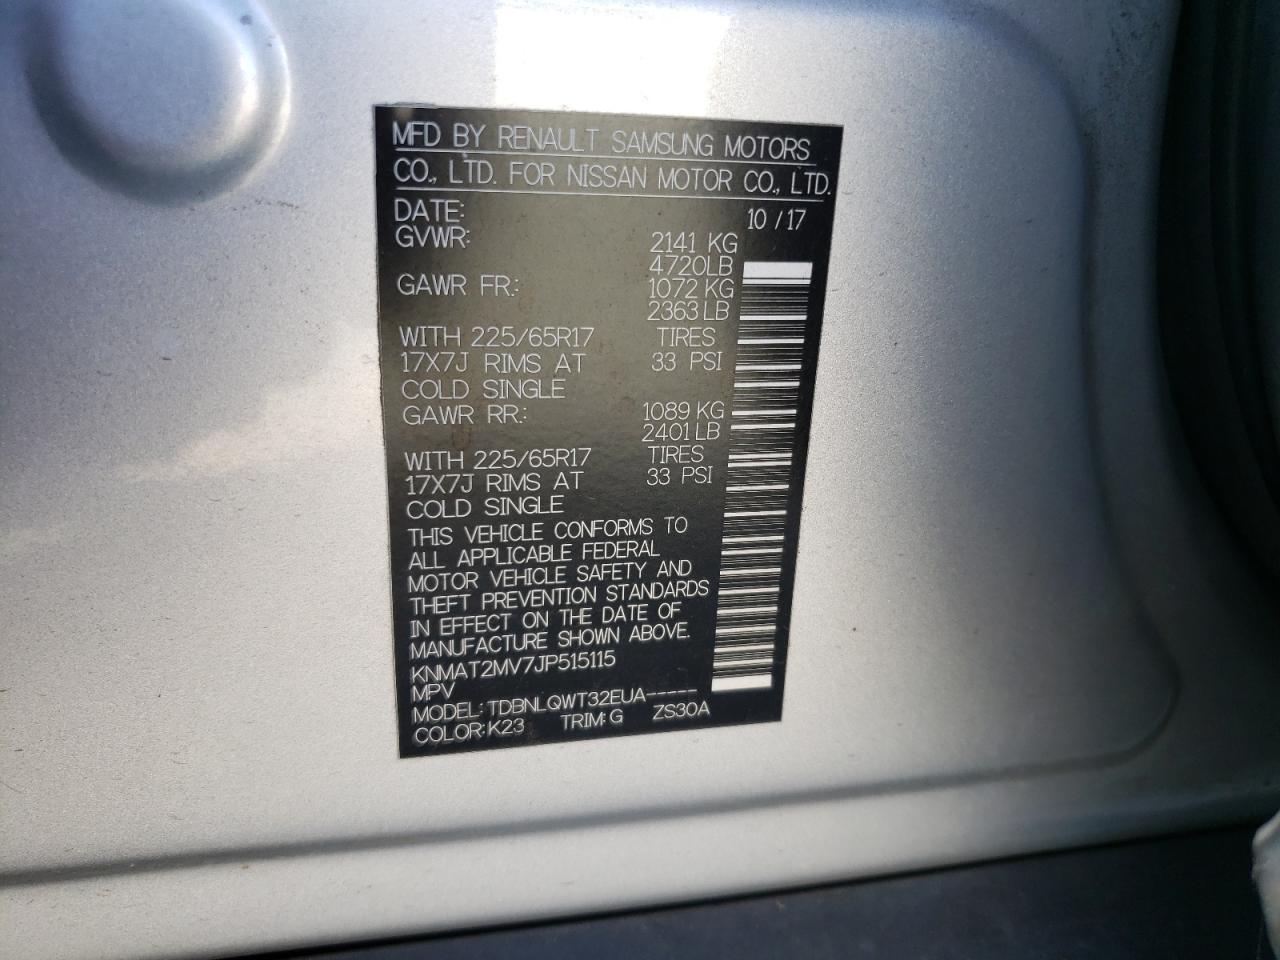 MFD BY RENAULT SAMSUNG MOTORS
CO., LTD. FOR NISSAN MOTOR CO., LTD.
DATE: 10 / 17
GVWR: 2141 KG
4720LB
GAWR FR.: 1072 KG
2363 LB
WITH 225/65R17 TIRES
17X7J RIMS AT 33 PSI
COLD SINGLE
GAWR RR.: 1089 KG
2401 LB
WITH 225/65R17 TIRES
17X7J RIMS AT 33 PSI
COLD SINGLE
THIS VEHICLE CONFORMS TO
ALL APPLICABLE FEDERAL
MOTOR VEHICLE SAFETY AND
THEFT PREVENTION STANDARDS
IN EFFECT ON THE DATE OF
MANUFACTURE SHOWN ABOVE.
KNMAT2MV7JP515115
MPV
MODEL: TDBNLQWT32EUA-----
COLOR: K23 TRIM: G ZS30A